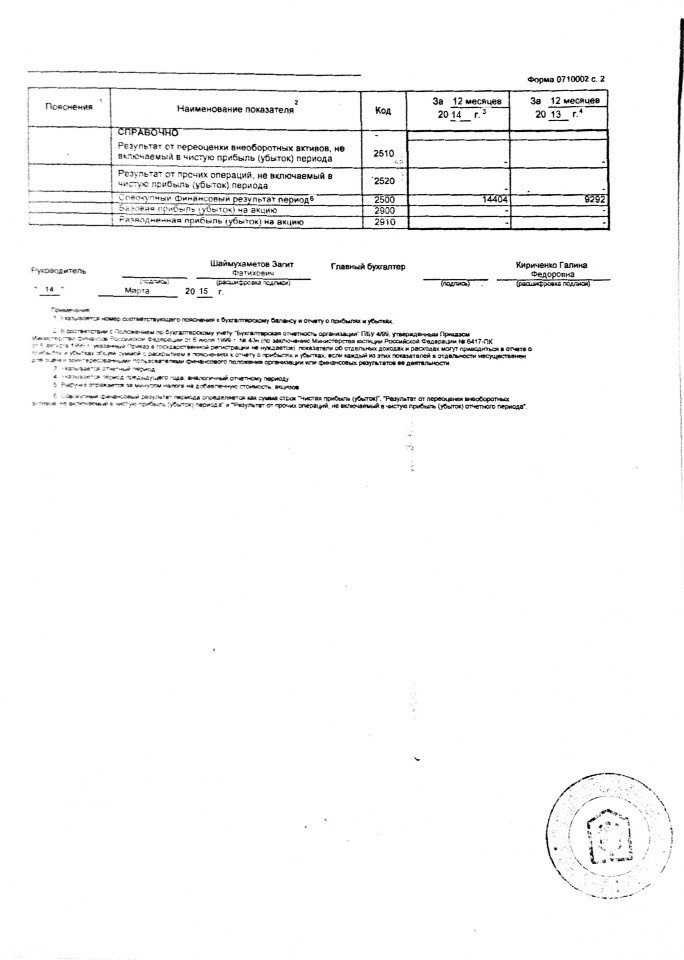 Форма 0710002 с. 2
Пояснения 1
Наименование показателя 2
Код
За 12 месяцев
20 14 г. 3
За 12 месяцев
20 13 г. 4
СПРАВОЧНО
-
Результат от переоценки внеоборотных активов, не
включаемый в чистую прибыль (убыток) периода
2510
-
-
Результат от прочих операций, не включаемый в
чистую прибыль (убыток) периода
2520
-
-
Совокупный финансовый результат период6
2500
14404
9292
Базовая прибыль (убыток) на акцию
2900
-
-
Разводненная прибыль (убыток) на акцию
2910
-
-
Руководитель
Шаймухаметов Загит
Фатихович
Главный бухгалтер
Кириченко Галина
Федоровна
(подпись)
(расшифровка подписи)
(подпись)
(расшифровка подписи)
" 14 " Марта 20 15 г.
Примечания
1. Указывается номер соответствующего пояснения к бухгалтерскому балансу и отчету о прибылях и убытках.
2. В соответствии с Положением по бухгалтерскому учету "Бухгалтерская отчетность организации" ПБУ 4/99, утвержденным Приказом
Министерства финансов Российской Федерации от 6 июля 1999 г. № 43н (по заключению Министерства юстиции Российской Федерации № 6417-ПК
от 6 августа 1999 г. указанный Приказ в государственной регистрации не нуждается), показатели об отдельных доходах и расходах могут приводиться в отчете о
прибылях и убытках общей суммой с раскрытием в пояснениях к отчету о прибылях и убытках, если каждый из этих показателей в отдельности несущественен
для оценки заинтересованными пользователями финансового положения организации или финансовых результатов ее деятельности.
3. Указывается отчетный период.
4. Указывается период предыдущего года, аналогичный отчетному периоду.
5. Выручка отражается за минусом налога на добавленную стоимость, акцизов.
6. Совокупный финансовый результат периода определяется как сумма строк "Чистая прибыль (убыток)", "Результат от переоценки внеоборотных
активов, не включаемый в чистую прибыль (убыток) периода" и "Результат от прочих операций, не включаемый в чистую прибыль (убыток) отчетного периода".